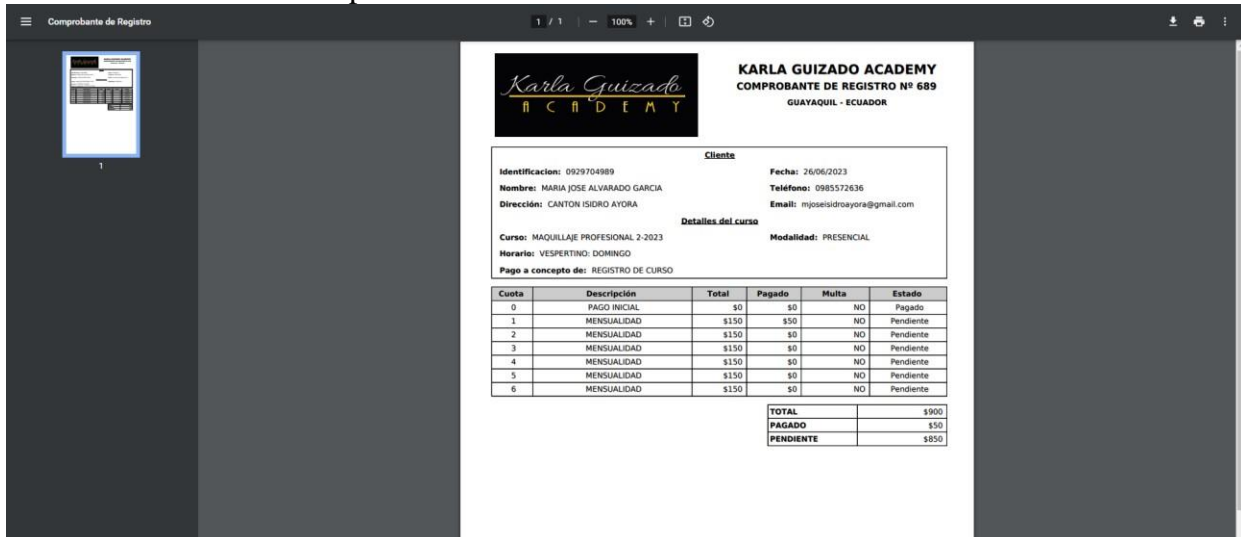 Comprobante de Registro
1 / 1
100%
1
Karla Guizado
ACADEMY
KARLA GUIZADO ACADEMY
COMPROBANTE DE REGISTRO Nº 689
GUAYAQUIL - ECUADOR
Cliente
Identificacion: 0929704989 Fecha: 26/06/2023
Nombre: MARIA JOSE ALVARADO GARCIA Teléfono: 0985572636
Dirección: CANTON ISIDRO AYORA Email: mjoseisidroayora@gmail.com
Detalles del curso
Curso: MAQUILLAJE PROFESIONAL 2-2023 Modalidad: PRESENCIAL
Horario: VESPERTINO: DOMINGO
Pago a concepto de: REGISTRO DE CURSO
Cuota Descripción Total Pagado Multa Estado
0 PAGO INICIAL $0 $0 NO Pagado
1 MENSUALIDAD $150 $50 NO Pendiente
2 MENSUALIDAD $150 $0 NO Pendiente
3 MENSUALIDAD $150 $0 NO Pendiente
4 MENSUALIDAD $150 $0 NO Pendiente
5 MENSUALIDAD $150 $0 NO Pendiente
6 MENSUALIDAD $150 $0 NO Pendiente
TOTAL $900
PAGADO $50
PENDIENTE $850